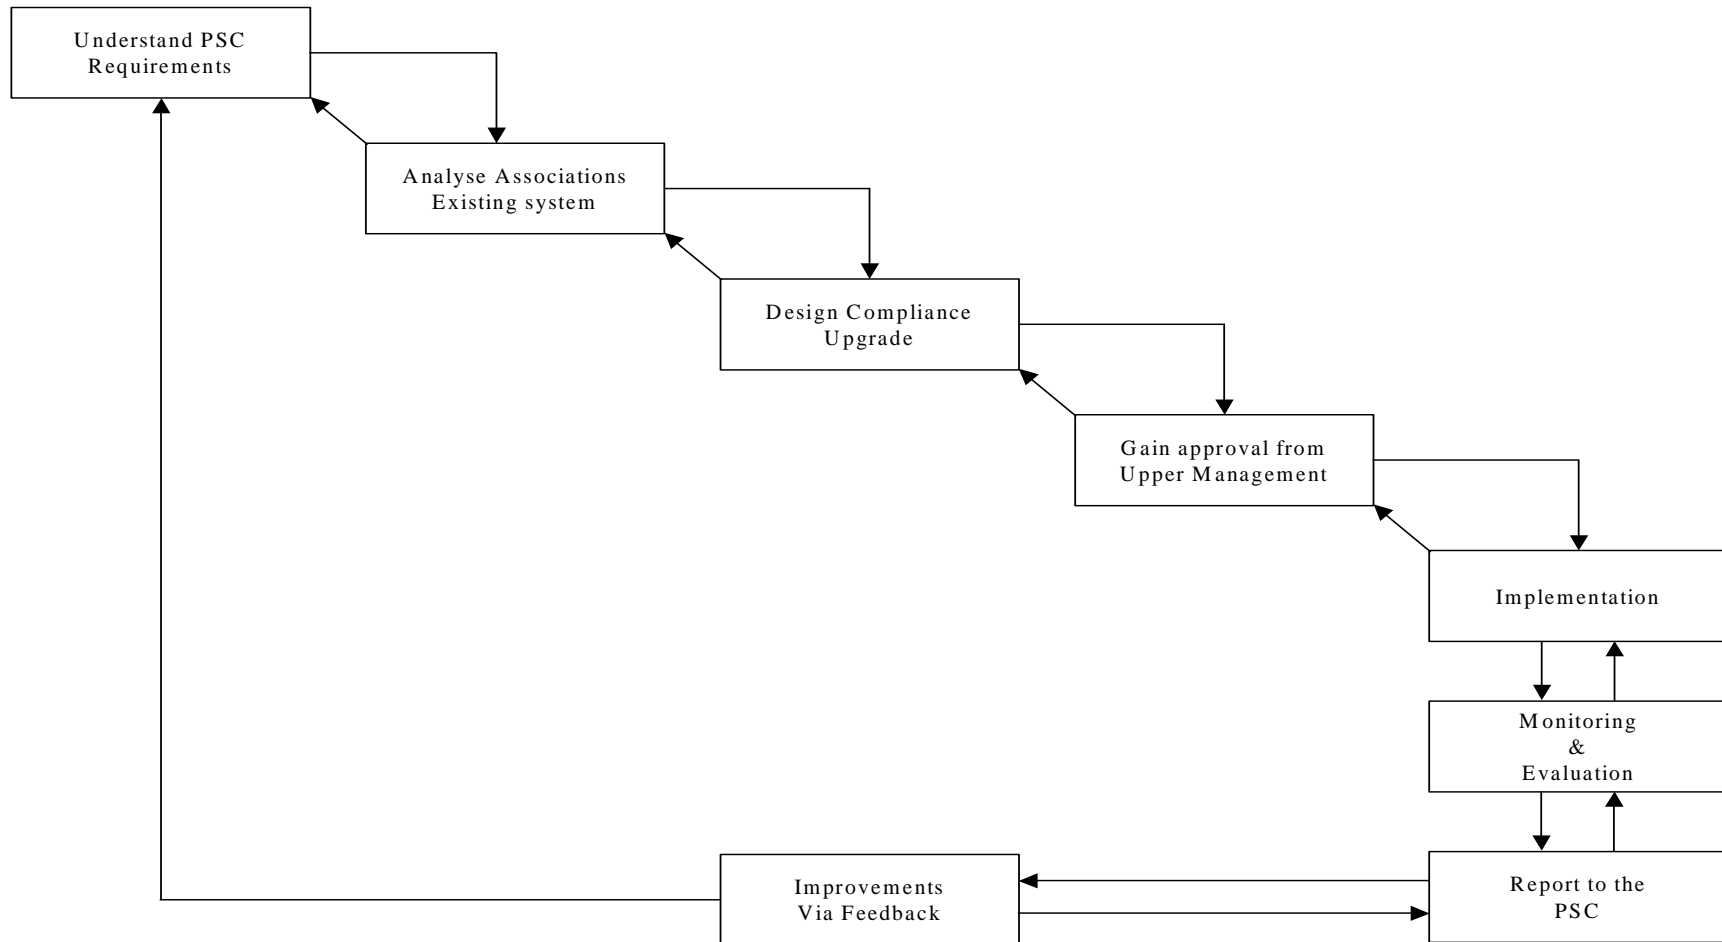 Understand PSC
Requirements
Analyse Associations
Existing system
Design Compliance
Upgrade
Gain approval from
Upper Management
Implementation
Monitoring
&
Evaluation
Improvements
Via Feedback
Report to the
PSC